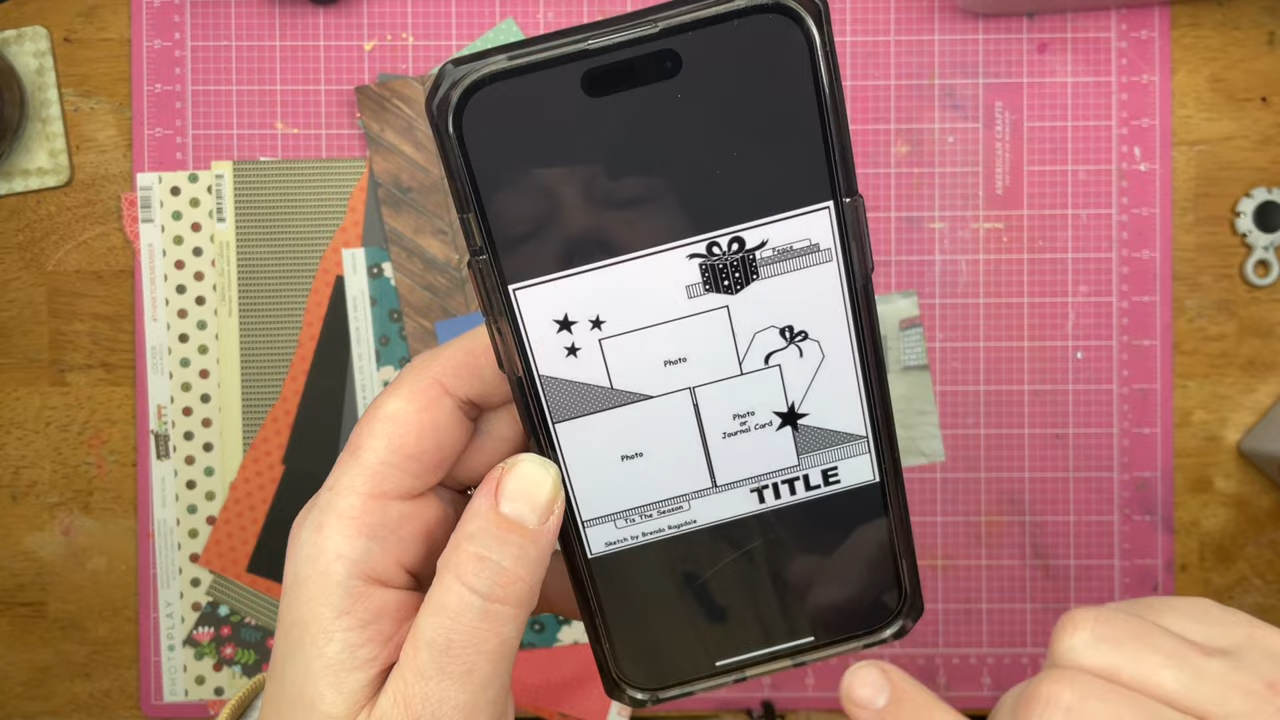 Peace
Photo
Photo
or
Journal Card
Photo
TITLE
Tis The Season
Sketch by Brenda Ragsdale
AMERICAN CRAFTS
PHOTOPLAY